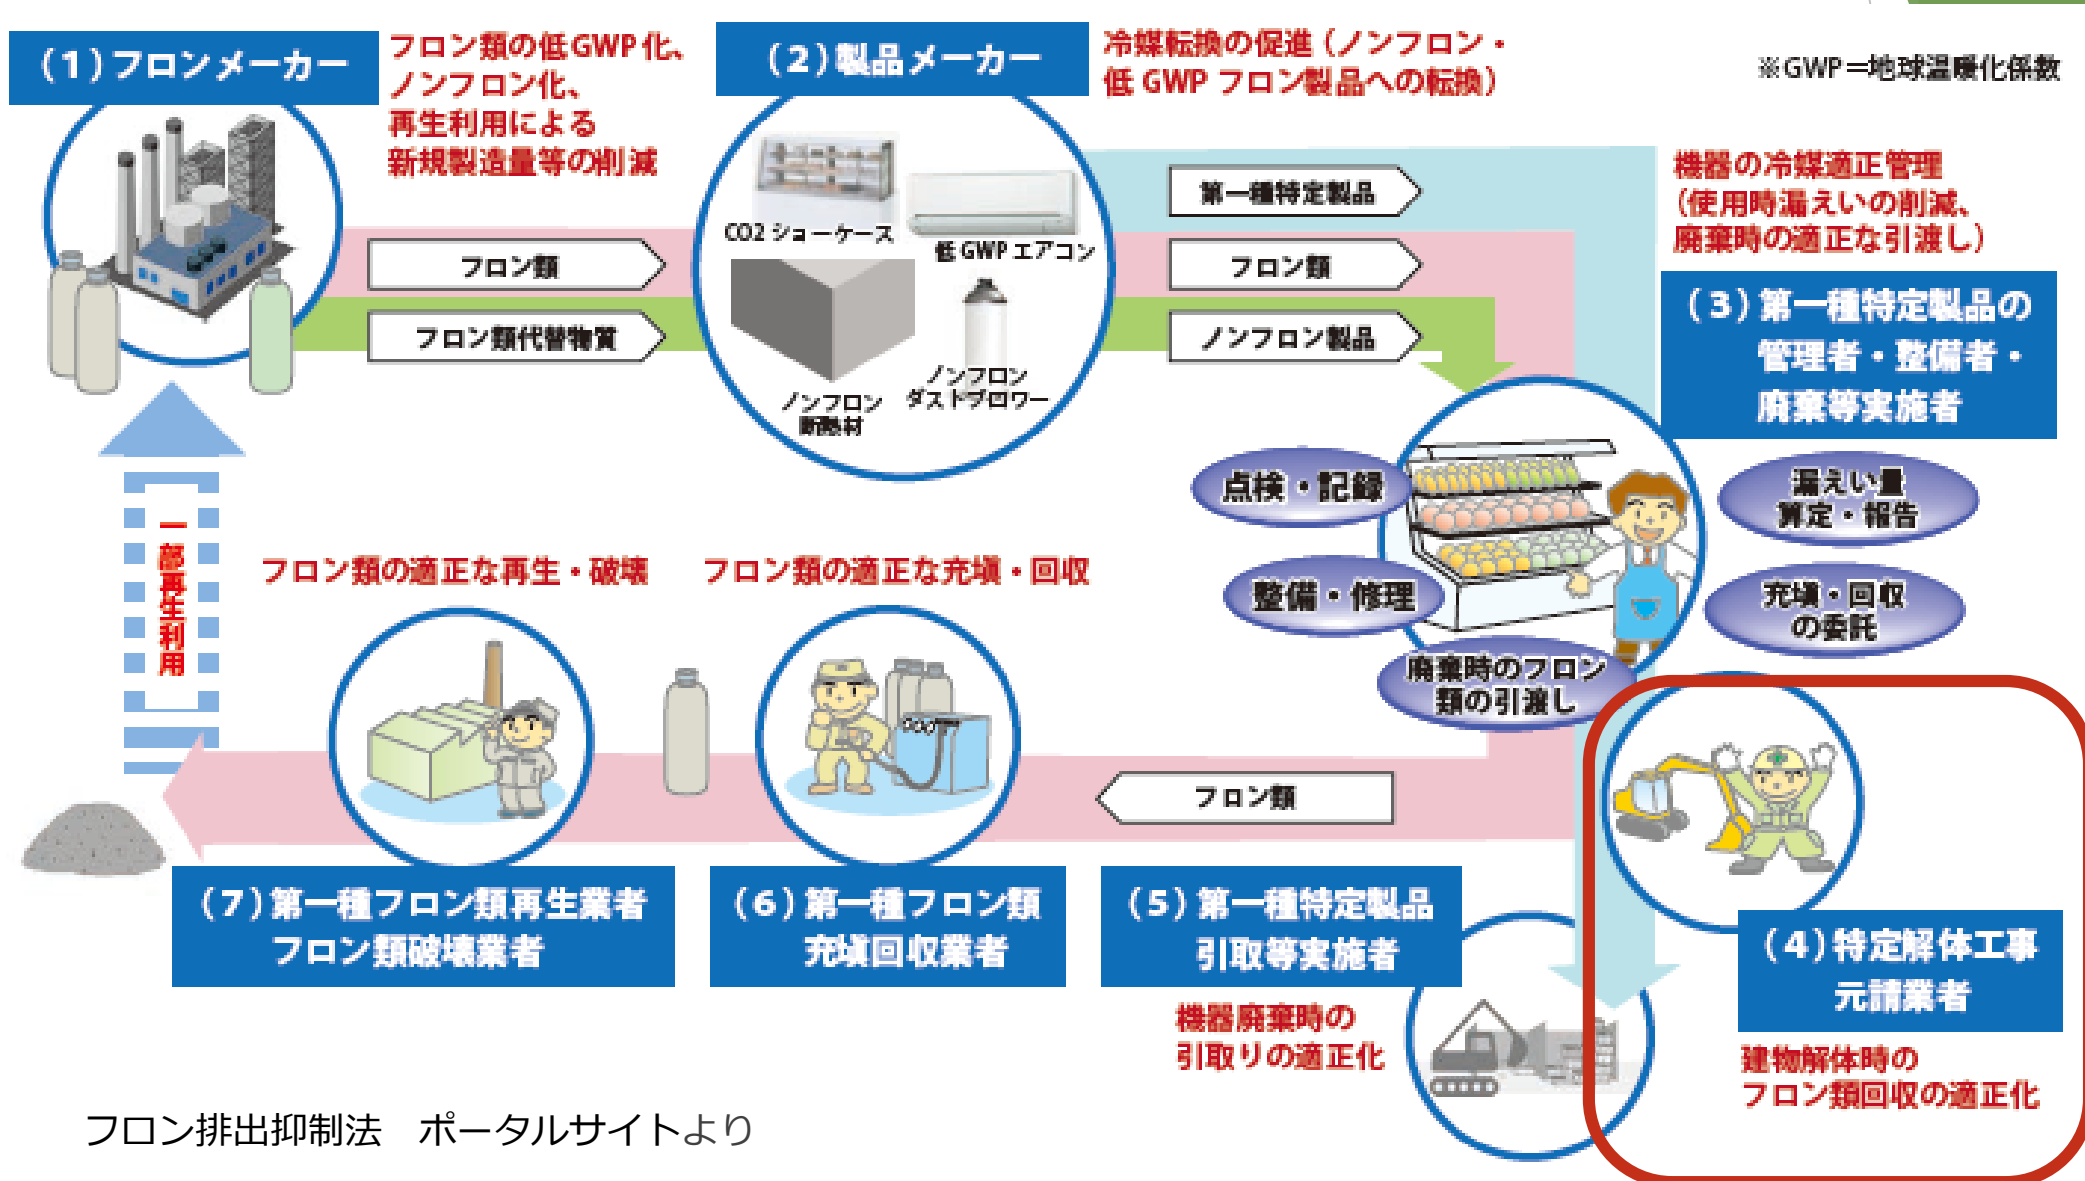 (1)フロンメーカー
フロン類の低GWP化、
ノンフロン化、
再生利用による
新規製造量等の削減
(2)製品メーカー
冷媒転換の促進(ノンフロン・
低GWPフロン製品への転換)
※GWP=地球温暖化係数
CO2ショーケース
低GWPエアコン
ノンフロン
断熱材
ノンフロン
ダストブロワー
フロン類
フロン類代替物質
第一種特定製品
フロン類
ノンフロン製品
機器の冷媒適正管理
(使用時漏えいの削減、
廃棄時の適正な引渡し)
(3)第一種特定製品の
管理者・整備者・
廃棄等実施者
点検・記録
整備・修理
廃棄時のフロン
類の引渡し
漏えい量
算定・報告
充塡・回収
の委託
(4)特定解体工事
元請業者
建物解体時の
フロン類回収の適正化
(5)第一種特定製品
引取等実施者
機器廃棄時の
引取りの適正化
フロン類
フロン類の適正な充塡・回収
(6)第一種フロン類
充塡回収業者
フロン類の適正な再生・破壊
(7)第一種フロン類再生業者
フロン類破壊業者
一部再生利用
フロン排出抑制法　ポータルサイトより